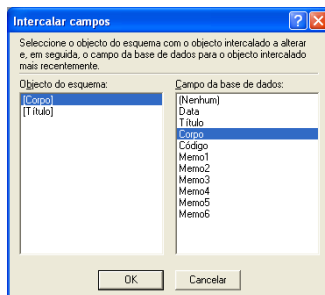 Intercalar campos
Seleccione o objecto do esquema com o objecto intercalado a alterar
e, em seguida, o campo da base de dados para o objecto intercalado
mais recentemente.
Objecto do esquema:
[Corpo]
[Título]
Campo da base de dados:
(Nenhum)
Data
Título
Corpo
Código
Memo1
Memo2
Memo3
Memo4
Memo5
Memo6
OK
Cancelar